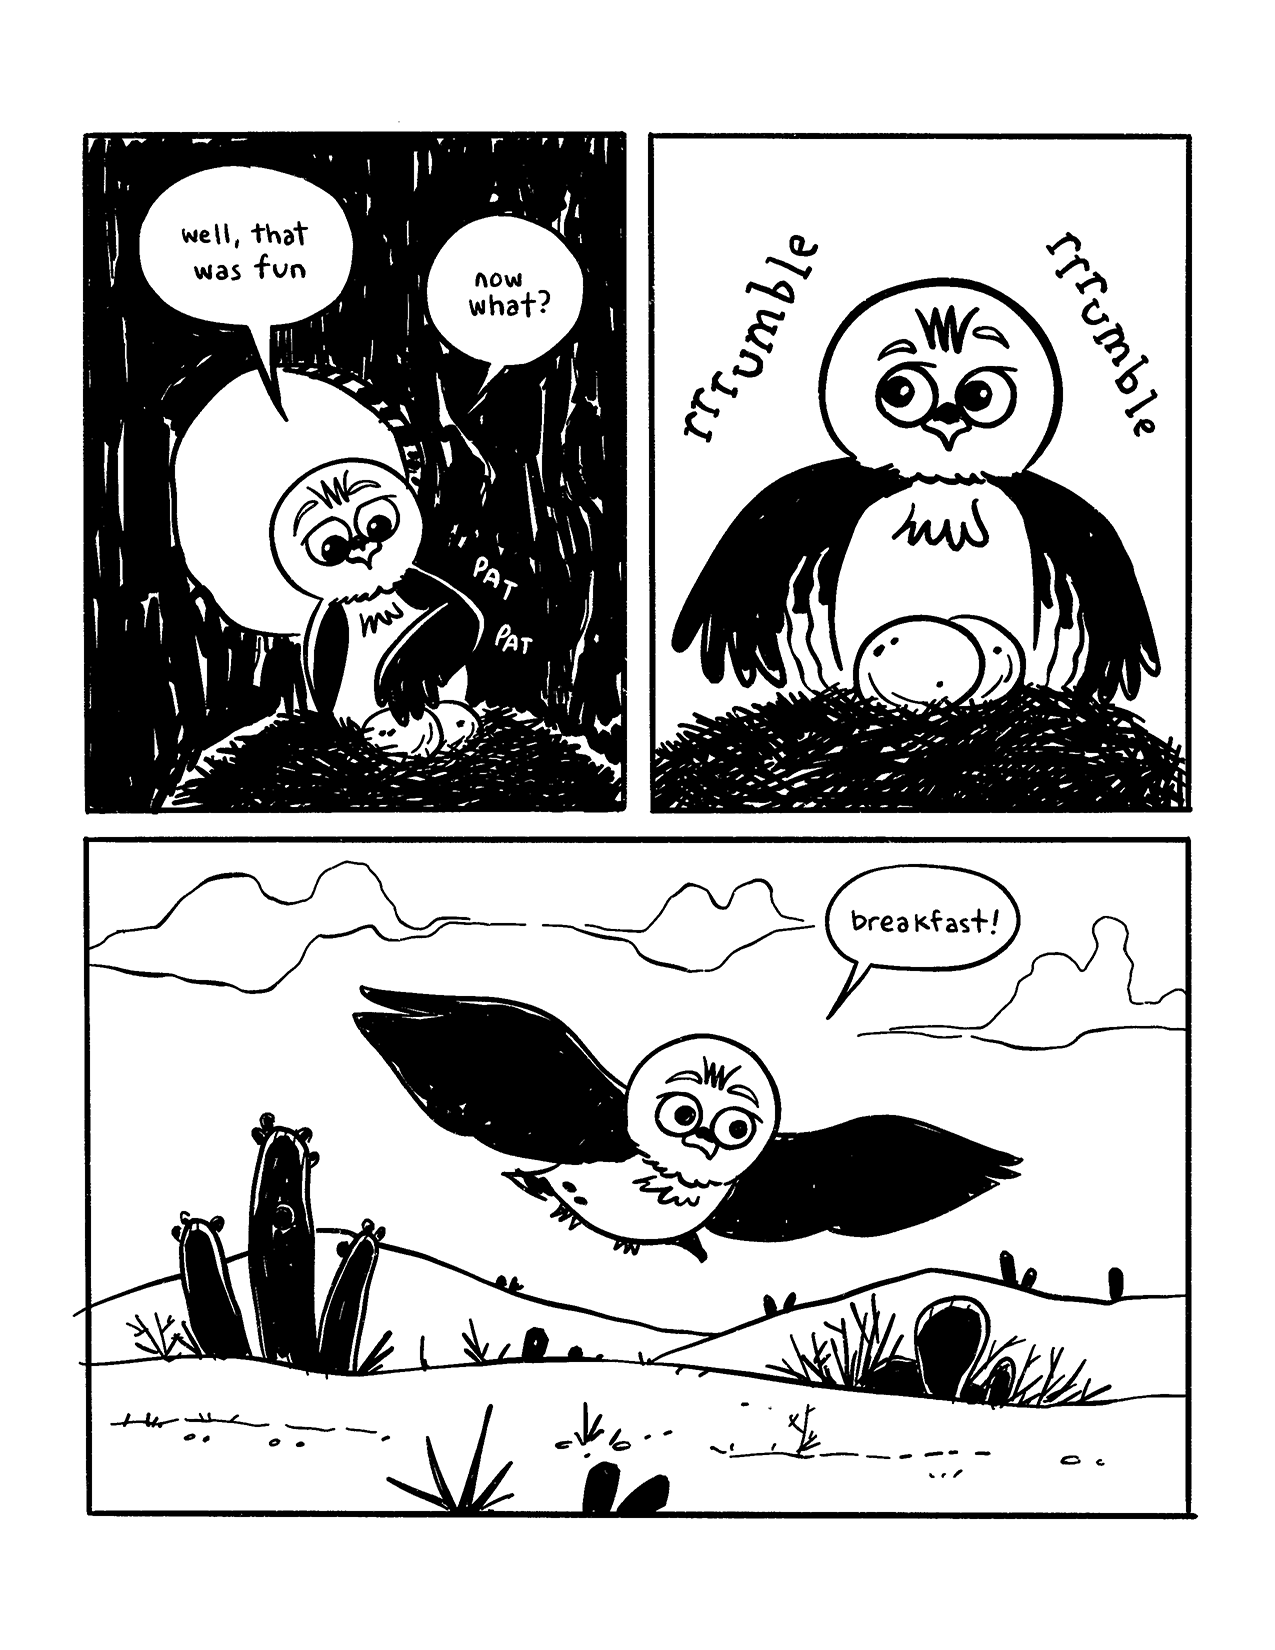 well, that
was fun
now
what?
PAT
PAT
rrrumble
rrrumble
breakfast!